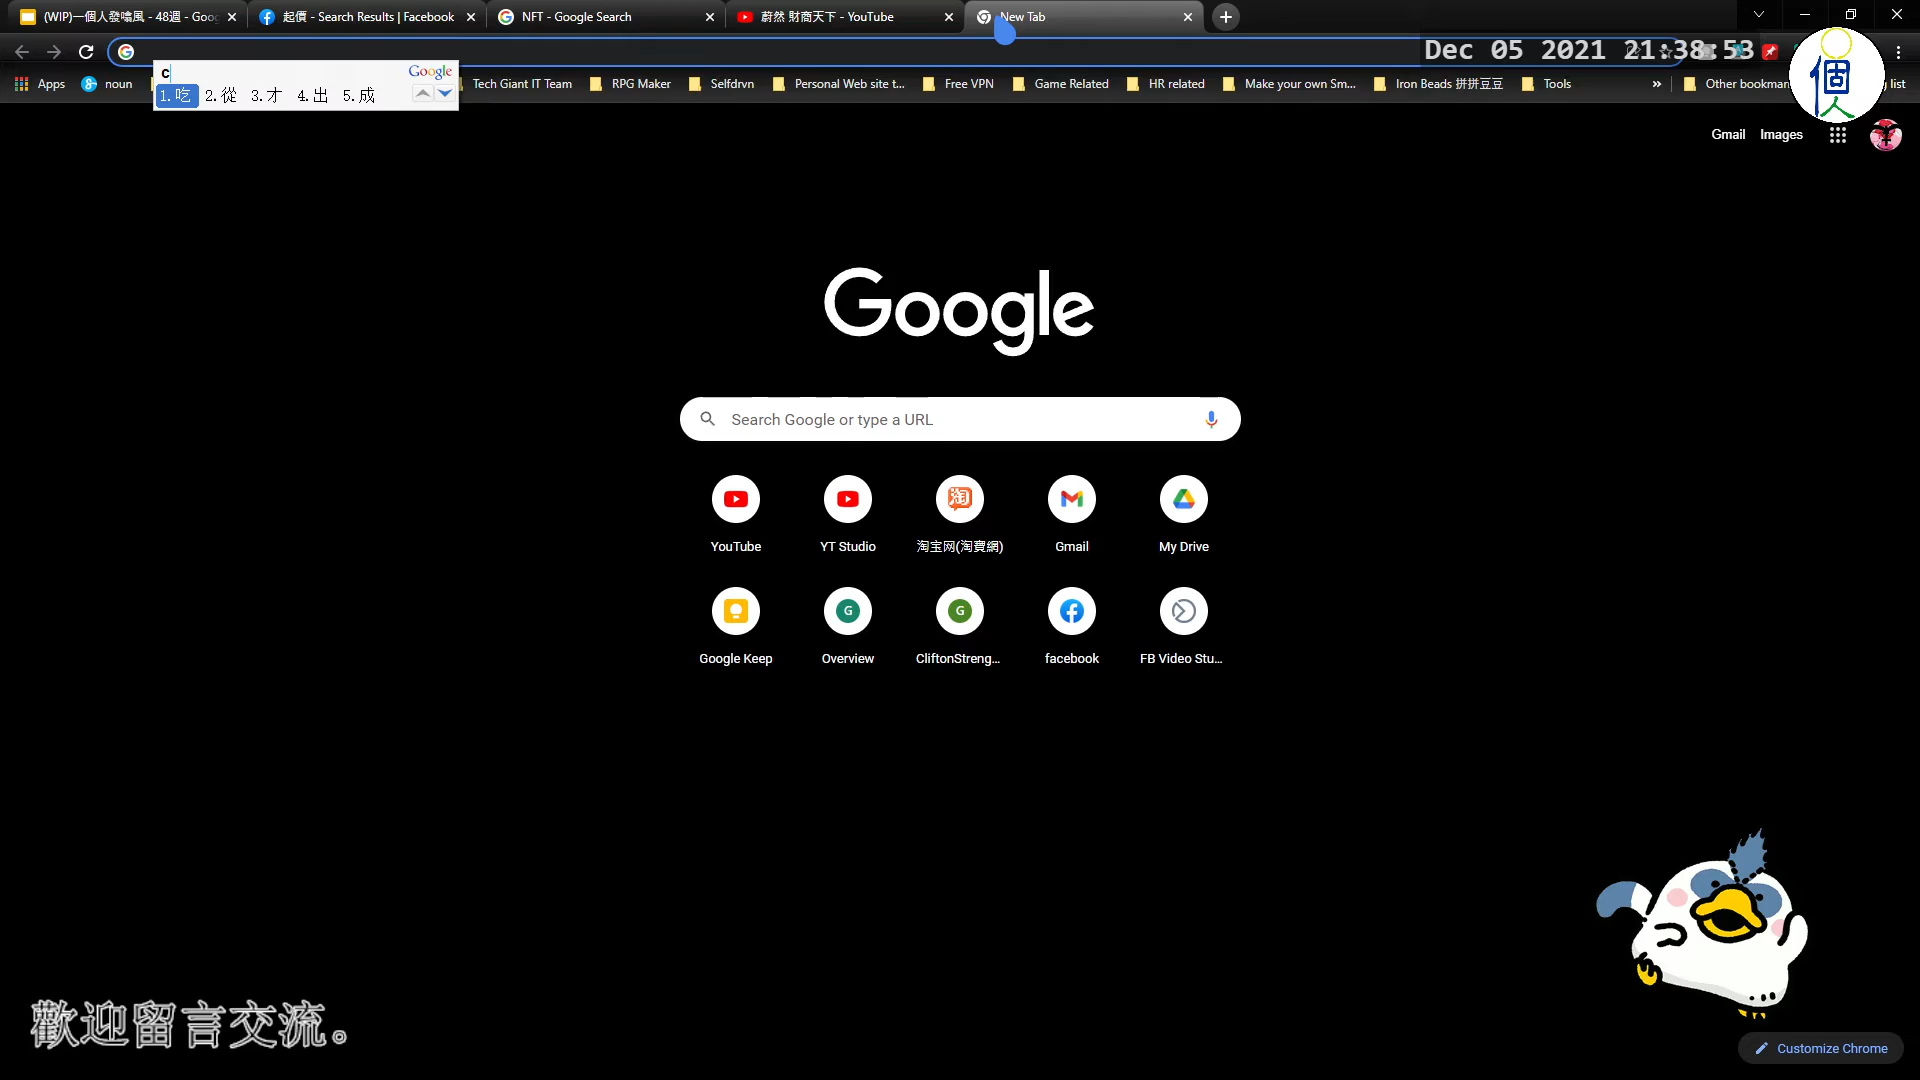 (WIP)一個人發噏風 - 48週 - Goo
起價 - Search Results | Facebook
NFT - Google Search
蔚然 財商天下 - YouTube
New Tab
Dec 05 2021 21:38:53
c
Google
1.吃 2.從 3.才 4.出 5.成
Apps
noun
Tech Giant IT Team
RPG Maker
Selfdrvn
Personal Web site t...
Free VPN
Game Related
HR related
Make your own Sm...
Iron Beads 拼拼豆豆
Tools
»
Other bookman
list
個人
Gmail
Images
Google
Search Google or type a URL
YouTube
YT Studio
淘宝网(淘寶網)
Gmail
My Drive
Google Keep
Overview
CliftonStreng...
facebook
FB Video Stu...
歡迎留言交流。
Customize Chrome